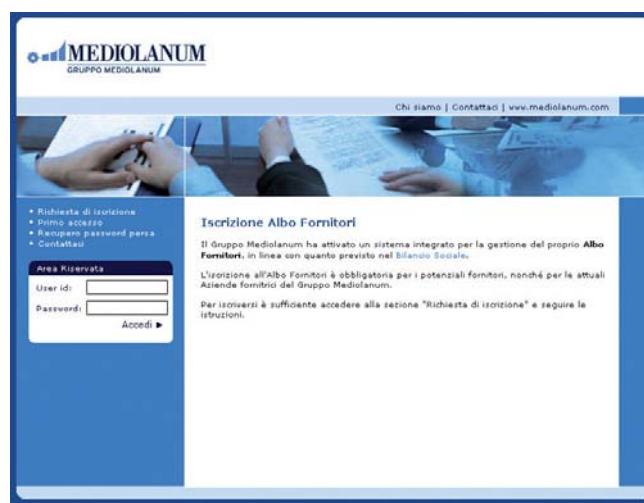 MEDIOLANUM
GRUPPO MEDIOLANUM
Chi siamo | Contattaci | www.mediolanum.com
• Richiesta di iscrizione
• Primo accesso
• Recupero password persa
• Contattaci
Area Riservata
User id:
Password:
Accedi ►
Iscrizione Albo Fornitori
Il Gruppo Mediolanum ha attivato un sistema integrato per la gestione del proprio Albo
Fornitori, in linea con quanto previsto nel Bilancio Sociale.
L'iscrizione all'Albo Fornitori è obbligatoria per i potenziali fornitori, nonché per le attuali
Aziende fornitrici del Gruppo Mediolanum.
Per iscriversi è sufficiente accedere alla sezione "Richiesta di iscrizione" e seguire le
istruzioni.